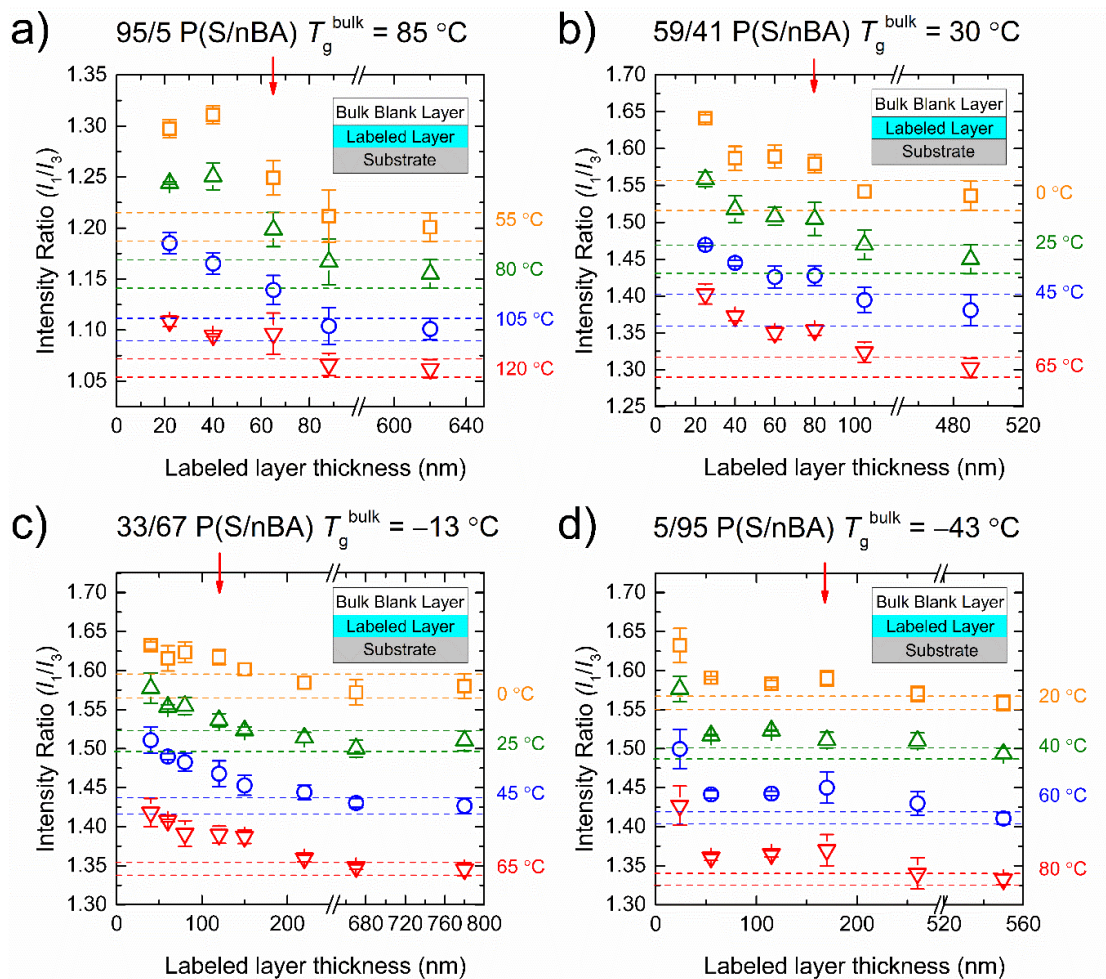 a) 95/5 P(S/nBA) Tg^bulk = 85 °C
1.35
1.30
1.25
1.20
1.15
1.10
1.05
Intensity Ratio (I1/I3)
Bulk Blank Layer
Labeled Layer
Substrate
55 °C
80 °C
105 °C
120 °C
0 20 40 60 80 600 640
Labeled layer thickness (nm)
b) 59/41 P(S/nBA) Tg^bulk = 30 °C
1.70
1.65
1.60
1.55
1.50
1.45
1.40
1.35
1.30
1.25
Intensity Ratio (I1/I3)
Bulk Blank Layer
Labeled Layer
Substrate
0 °C
25 °C
45 °C
65 °C
0 20 40 60 80 100 480 520
Labeled layer thickness (nm)
c) 33/67 P(S/nBA) Tg^bulk = –13 °C
1.70
1.65
1.60
1.55
1.50
1.45
1.40
1.35
1.30
Intensity Ratio (I1/I3)
Bulk Blank Layer
Labeled Layer
Substrate
0 °C
25 °C
45 °C
65 °C
0 100 200 680 720 760 800
Labeled layer thickness (nm)
d) 5/95 P(S/nBA) Tg^bulk = –43 °C
1.70
1.65
1.60
1.55
1.50
1.45
1.40
1.35
1.30
Intensity Ratio (I1/I3)
Bulk Blank Layer
Labeled Layer
Substrate
20 °C
40 °C
60 °C
80 °C
0 50 100 200 520 560
Labeled layer thickness (nm)